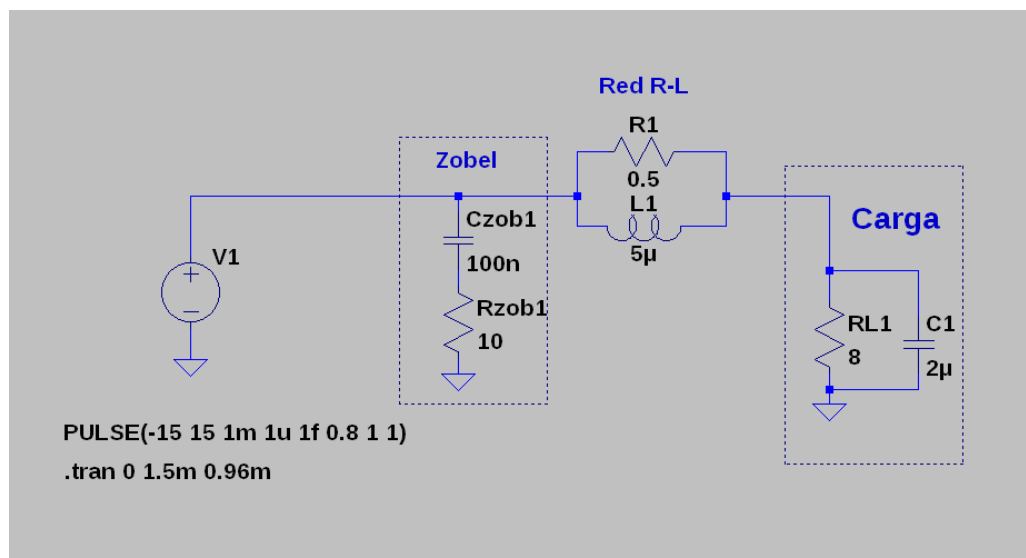 Red R-L
R1
0.5
L1
5µ
Zobel
Czob1
100n
Rzob1
10
V1
Carga
RL1
8
C1
2µ
PULSE(-15 15 1m 1u 1f 0.8 1 1)
.tran 0 1.5m 0.96m